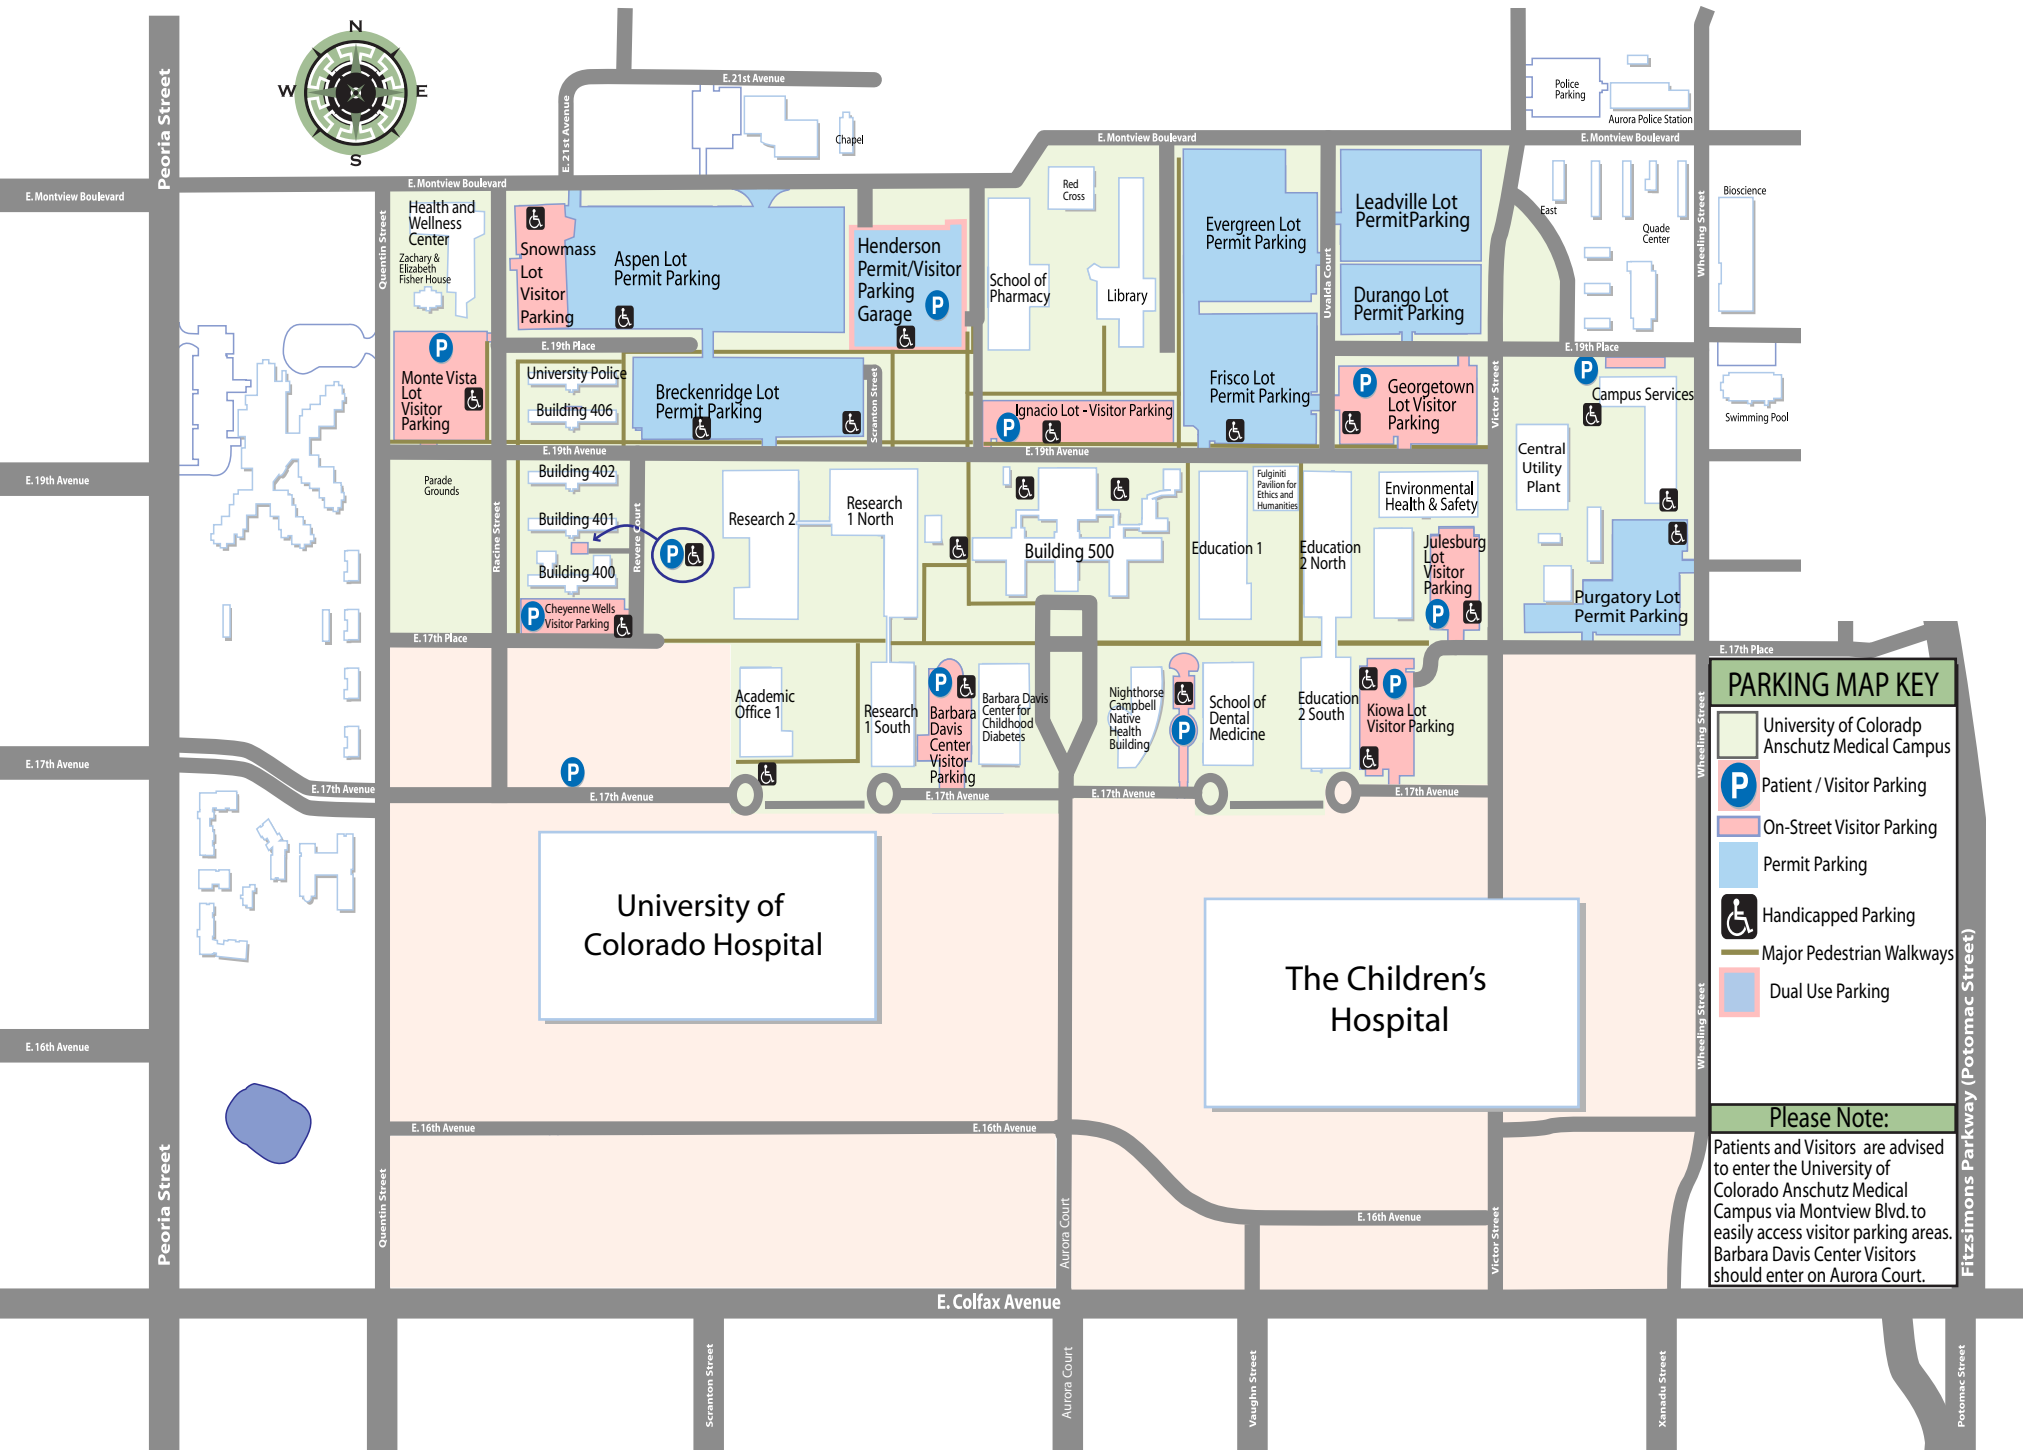 N
W
E
S
Peoria Street
E. 21st Avenue
E. 21st Avenue
Chapel
Police
Parking
Aurora Police Station
E. Montview Boulevard
E. Montview Boulevard
E. Montview Boulevard
E. Montview Boulevard
Quentin Street
Health and
Wellness
Center
Zachary &
Elizabeth
Fisher House
Snowmass
Lot
Visitor
Parking
Aspen Lot
Permit Parking
Henderson
Permit/Visitor
Parking
Garage
P
School of
Pharmacy
Red
Cross
Library
Evergreen Lot
Permit Parking
Uvalda Court
Leadville Lot
PermitParking
Durango Lot
Permit Parking
East
Quade
Center
Wheeling Street
Bioscience
E. 19th Place
E. 19th Place
P
Monte Vista
Lot
Visitor
Parking
University Police
Building 406
Breckenridge Lot
Permit Parking
Scranton Street
P
Ignacio Lot - Visitor Parking
Frisco Lot
Permit Parking
P
Georgetown
Lot Visitor
Parking
Victor Street
P
Campus Services
Swimming Pool
E. 19th Avenue
E. 19th Avenue
E. 19th Avenue
Parade
Grounds
Racine Street
Building 402
Building 401
Building 400
Revere Court
P
P
Cheyenne Wells
Visitor Parking
Research 2
Research
1 North
Building 500
Education 1
Fulginiti
Pavilion for
Ethics and
Humanities
Education
2 North
Environmental
Health & Safety
Julesburg
Lot
Visitor
Parking
P
Central
Utility
Plant
Purgatory Lot
Permit Parking
E. 17th Place
E. 17th Place
Academic
Office 1
Research
1 South
P
Barbara
Davis
Center
Visitor
Parking
Barbara Davis
Center for
Childhood
Diabetes
Nighthorse
Campbell
Native
Health
Building
P
School of
Dental
Medicine
Education
2 South
P
Kiowa Lot
Visitor Parking
Wheeling Street
E. 17th Avenue
E. 17th Avenue
P
E. 17th Avenue
E. 17th Avenue
E. 17th Avenue
E. 17th Avenue
University of
Colorado Hospital
The Children's
Hospital
PARKING MAP KEY
University of Coloradp
Anschutz Medical Campus
P
Patient / Visitor Parking
On-Street Visitor Parking
Permit Parking
Handicapped Parking
Major Pedestrian Walkways
Dual Use Parking
Please Note:
Patients and Visitors are advised
to enter the University of
Colorado Anschutz Medical
Campus via Montview Blvd. to
easily access visitor parking areas.
Barbara Davis Center Visitors
should enter on Aurora Court.
Wheeling Street
Fitzsimons Parkway (Potomac Street)
E. 16th Avenue
E. 16th Avenue
E. 16th Avenue
E. 16th Avenue
Peoria Street
Quentin Street
Aurora Court
Victor Street
E. Colfax Avenue
Scranton Street
Aurora Court
Vaughn Street
Xanadu Street
Potomac Street